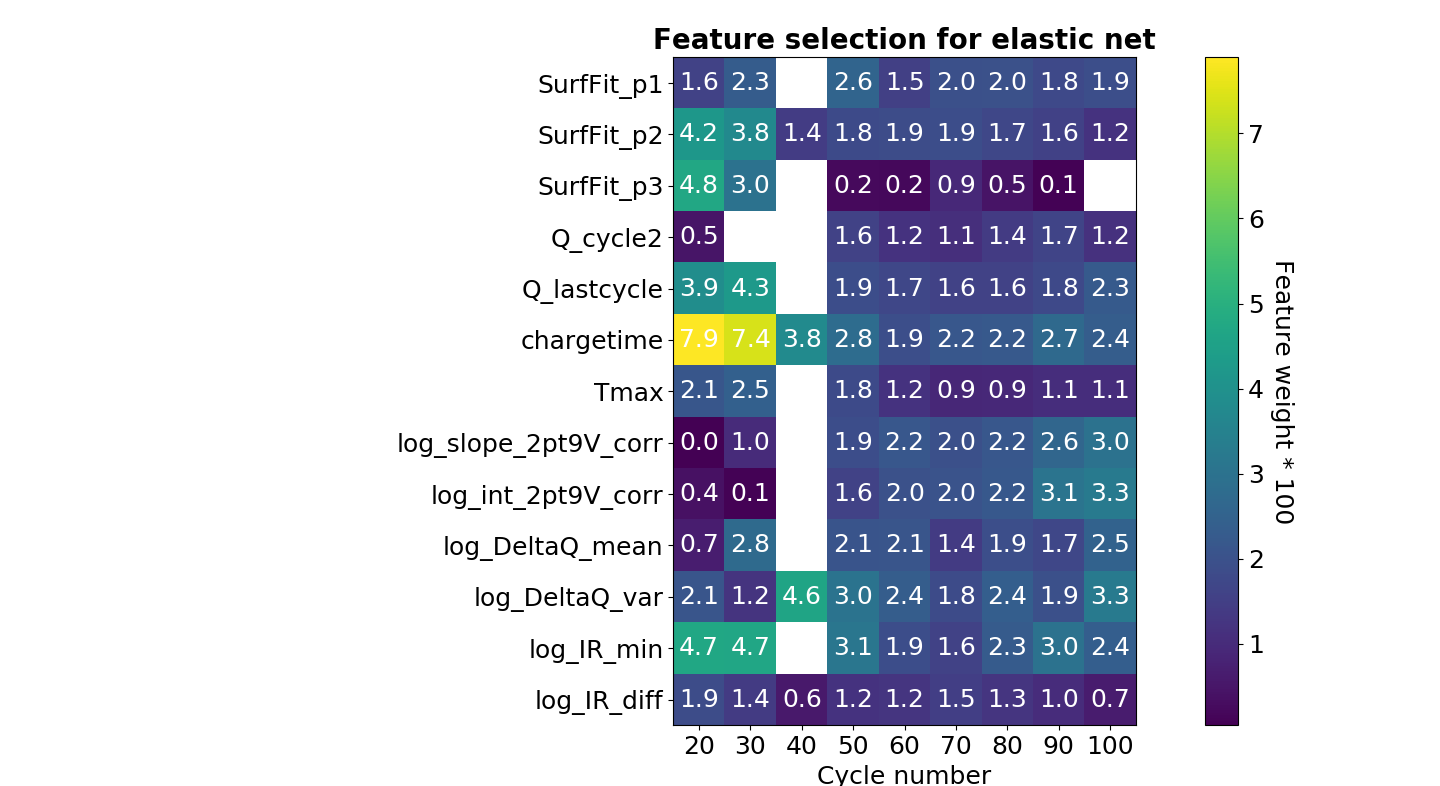 Feature selection for elastic net
SurfFit_p1 1.6 2.3 2.6 1.5 2.0 2.0 1.8 1.9
SurfFit_p2 4.2 3.8 1.4 1.8 1.9 1.9 1.7 1.6 1.2
SurfFit_p3 4.8 3.0 0.2 0.2 0.9 0.5 0.1
Q_cycle2 0.5 1.6 1.2 1.1 1.4 1.7 1.2
Q_lastcycle 3.9 4.3 1.9 1.7 1.6 1.6 1.8 2.3
chargetime 7.9 7.4 3.8 2.8 1.9 2.2 2.2 2.7 2.4
Tmax 2.1 2.5 1.8 1.2 0.9 0.9 1.1 1.1
log_slope_2pt9V_corr 0.0 1.0 1.9 2.2 2.0 2.2 2.6 3.0
log_int_2pt9V_corr 0.4 0.1 1.6 2.0 2.0 2.2 3.1 3.3
log_DeltaQ_mean 0.7 2.8 2.1 2.1 1.4 1.9 1.7 2.5
log_DeltaQ_var 2.1 1.2 4.6 3.0 2.4 1.8 2.4 1.9 3.3
log_IR_min 4.7 4.7 3.1 1.9 1.6 2.3 3.0 2.4
log_IR_diff 1.9 1.4 0.6 1.2 1.2 1.5 1.3 1.0 0.7
20 30 40 50 60 70 80 90 100
Cycle number
7
6
5
4
3
2
1
Feature weight * 100